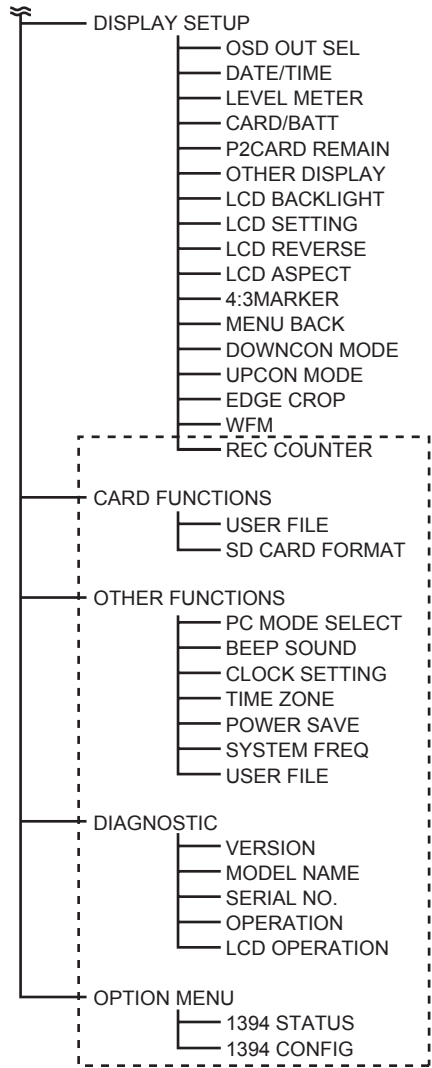 DISPLAY SETUP
OSD OUT SEL
DATE/TIME
LEVEL METER
CARD/BATT
P2CARD REMAIN
OTHER DISPLAY
LCD BACKLIGHT
LCD SETTING
LCD REVERSE
LCD ASPECT
4:3MARKER
MENU BACK
DOWNCON MODE
UPCON MODE
EDGE CROP
WFM
REC COUNTER
CARD FUNCTIONS
USER FILE
SD CARD FORMAT
OTHER FUNCTIONS
PC MODE SELECT
BEEP SOUND
CLOCK SETTING
TIME ZONE
POWER SAVE
SYSTEM FREQ
USER FILE
DIAGNOSTIC
VERSION
MODEL NAME
SERIAL NO.
OPERATION
LCD OPERATION
OPTION MENU
1394 STATUS
1394 CONFIG